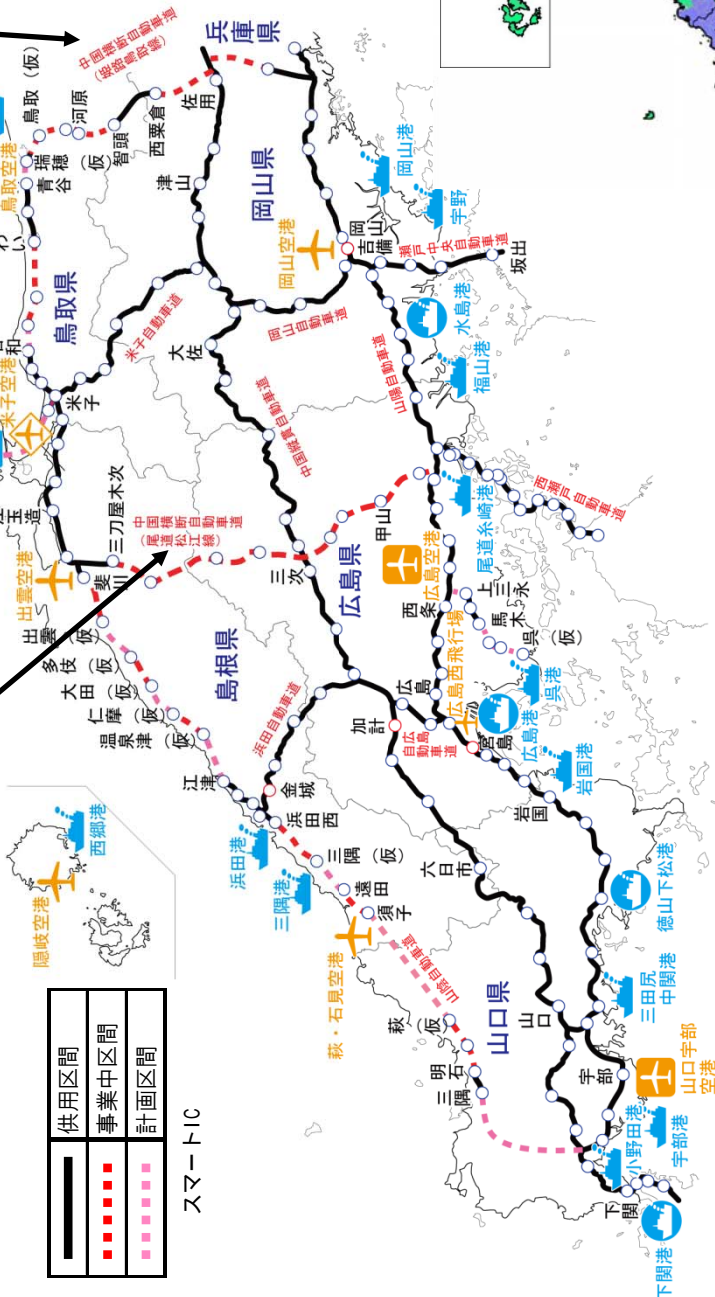 供用区間
事業中区間
計画区間
スマートIC
隠岐空港
西郷港
中国横断自動車道
(姫路鳥取線)
兵庫県
鳥取 (仮)
河原
鳥取空港
瑞穂 (仮)
青谷
智頭
西粟倉
佐用
津山
鳥取県
岡山県
岡山空港
岡山港
宇野
岡山
吉備
瀬戸中央自動車道
坂出
水島港
福山港
米子自動車道
岡山自動車道
山陽自動車道
大佐
中国縦貫自動車道
米子空港
米子
玉造
三刀屋木次
中国横断自動車道
(尾道松江線)
出雲空港
斐川
出雲 (仮)
多伎 (仮)
大田 (仮)
仁摩 (仮)
温泉津 (仮)
江津
島根県
浜田自動車道
金城
浜田西
浜田港
三隅港
三隅 (仮)
遠田
須子
萩・石見空港
山陰自動車道
萩 (仮)
明石
三隅
三次
甲山
広島県
広島空港
尾道糸崎港
西瀬戸自動車道
西条
上三永
馬木
呉 (仮)
呉港
広島西飛行場
広島
広島港
加計
広島自動車道
宮島
岩国港
岩国
六日市
徳山下松港
山口県
山口
三田尻
中関港
宇部
山口宇部
空港
宇部港
小野田港
下関
下関港